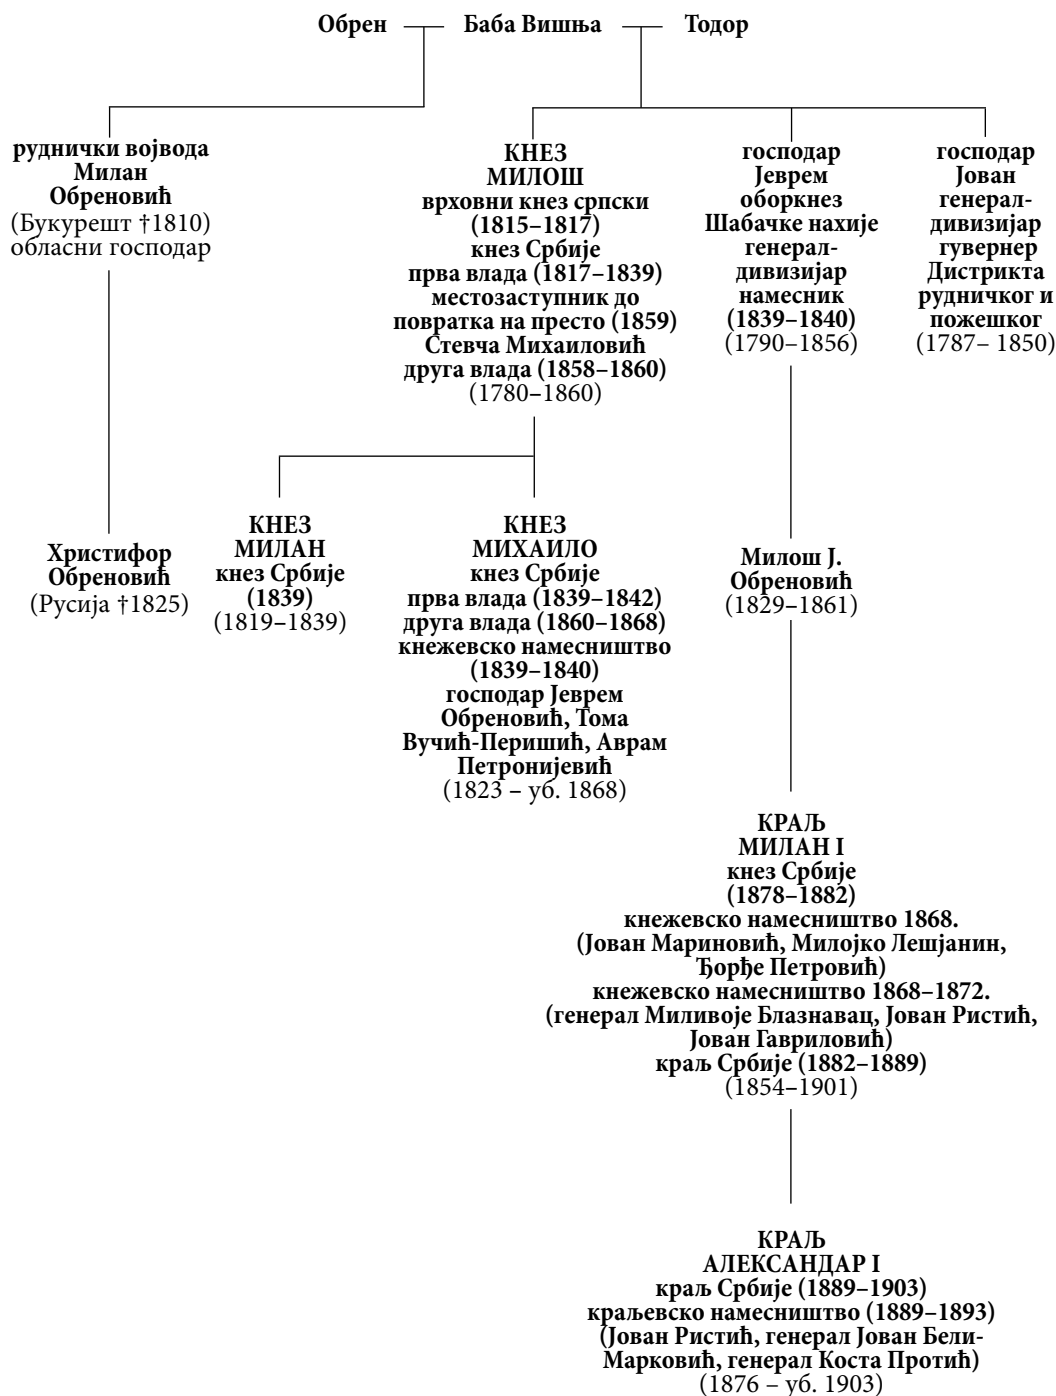 Обрен Баба Вишња Тодор
руднички војвода
Милан
Обреновић
(Букурешт †1810)
обласни господар
КНЕЗ
МИЛОШ
врховни кнез српски
(1815–1817)
кнез Србије
прва влада (1817–1839)
местозаступник до
повратка на престо (1859)
Стевча Михаиловић
друга влада (1858–1860)
(1780–1860)
господар
Јеврем
оборкнез
Шабачке нахије
генерал-
дивизијар
намесник
(1839–1840)
(1790–1856)
господар
Јован
генерал-
дивизијар
гувернер
Дистрикта
рудничког и
пожешког
(1787– 1850)
Христифор
Обреновић
(Русија †1825)
КНЕЗ
МИЛАН
кнез Србије
(1839)
(1819–1839)
КНЕЗ
МИХАИЛО
кнез Србије
прва влада (1839–1842)
друга влада (1860–1868)
кнежевско намесништво
(1839–1840)
господар Јеврем
Обреновић, Тома
Вучић-Перишић, Аврам
Петронијевић
(1823 – уб. 1868)
Милош Ј.
Обреновић
(1829–1861)
КРАЉ
МИЛАН I
кнез Србије
(1878–1882)
кнежевско намесништво 1868.
(Јован Мариновић, Милојко Лешјанин,
Ђорђе Петровић)
кнежевско намесништво 1868–1872.
(генерал Миливоје Блазнавац, Јован Ристић,
Јован Гавриловић)
краљ Србије (1882–1889)
(1854–1901)
КРАЉ
АЛЕКСАНДАР I
краљ Србије (1889–1903)
краљевско намесништво (1889–1893)
(Јован Ристић, генерал Јован Бели-
Марковић, генерал Коста Протић)
(1876 – уб. 1903)